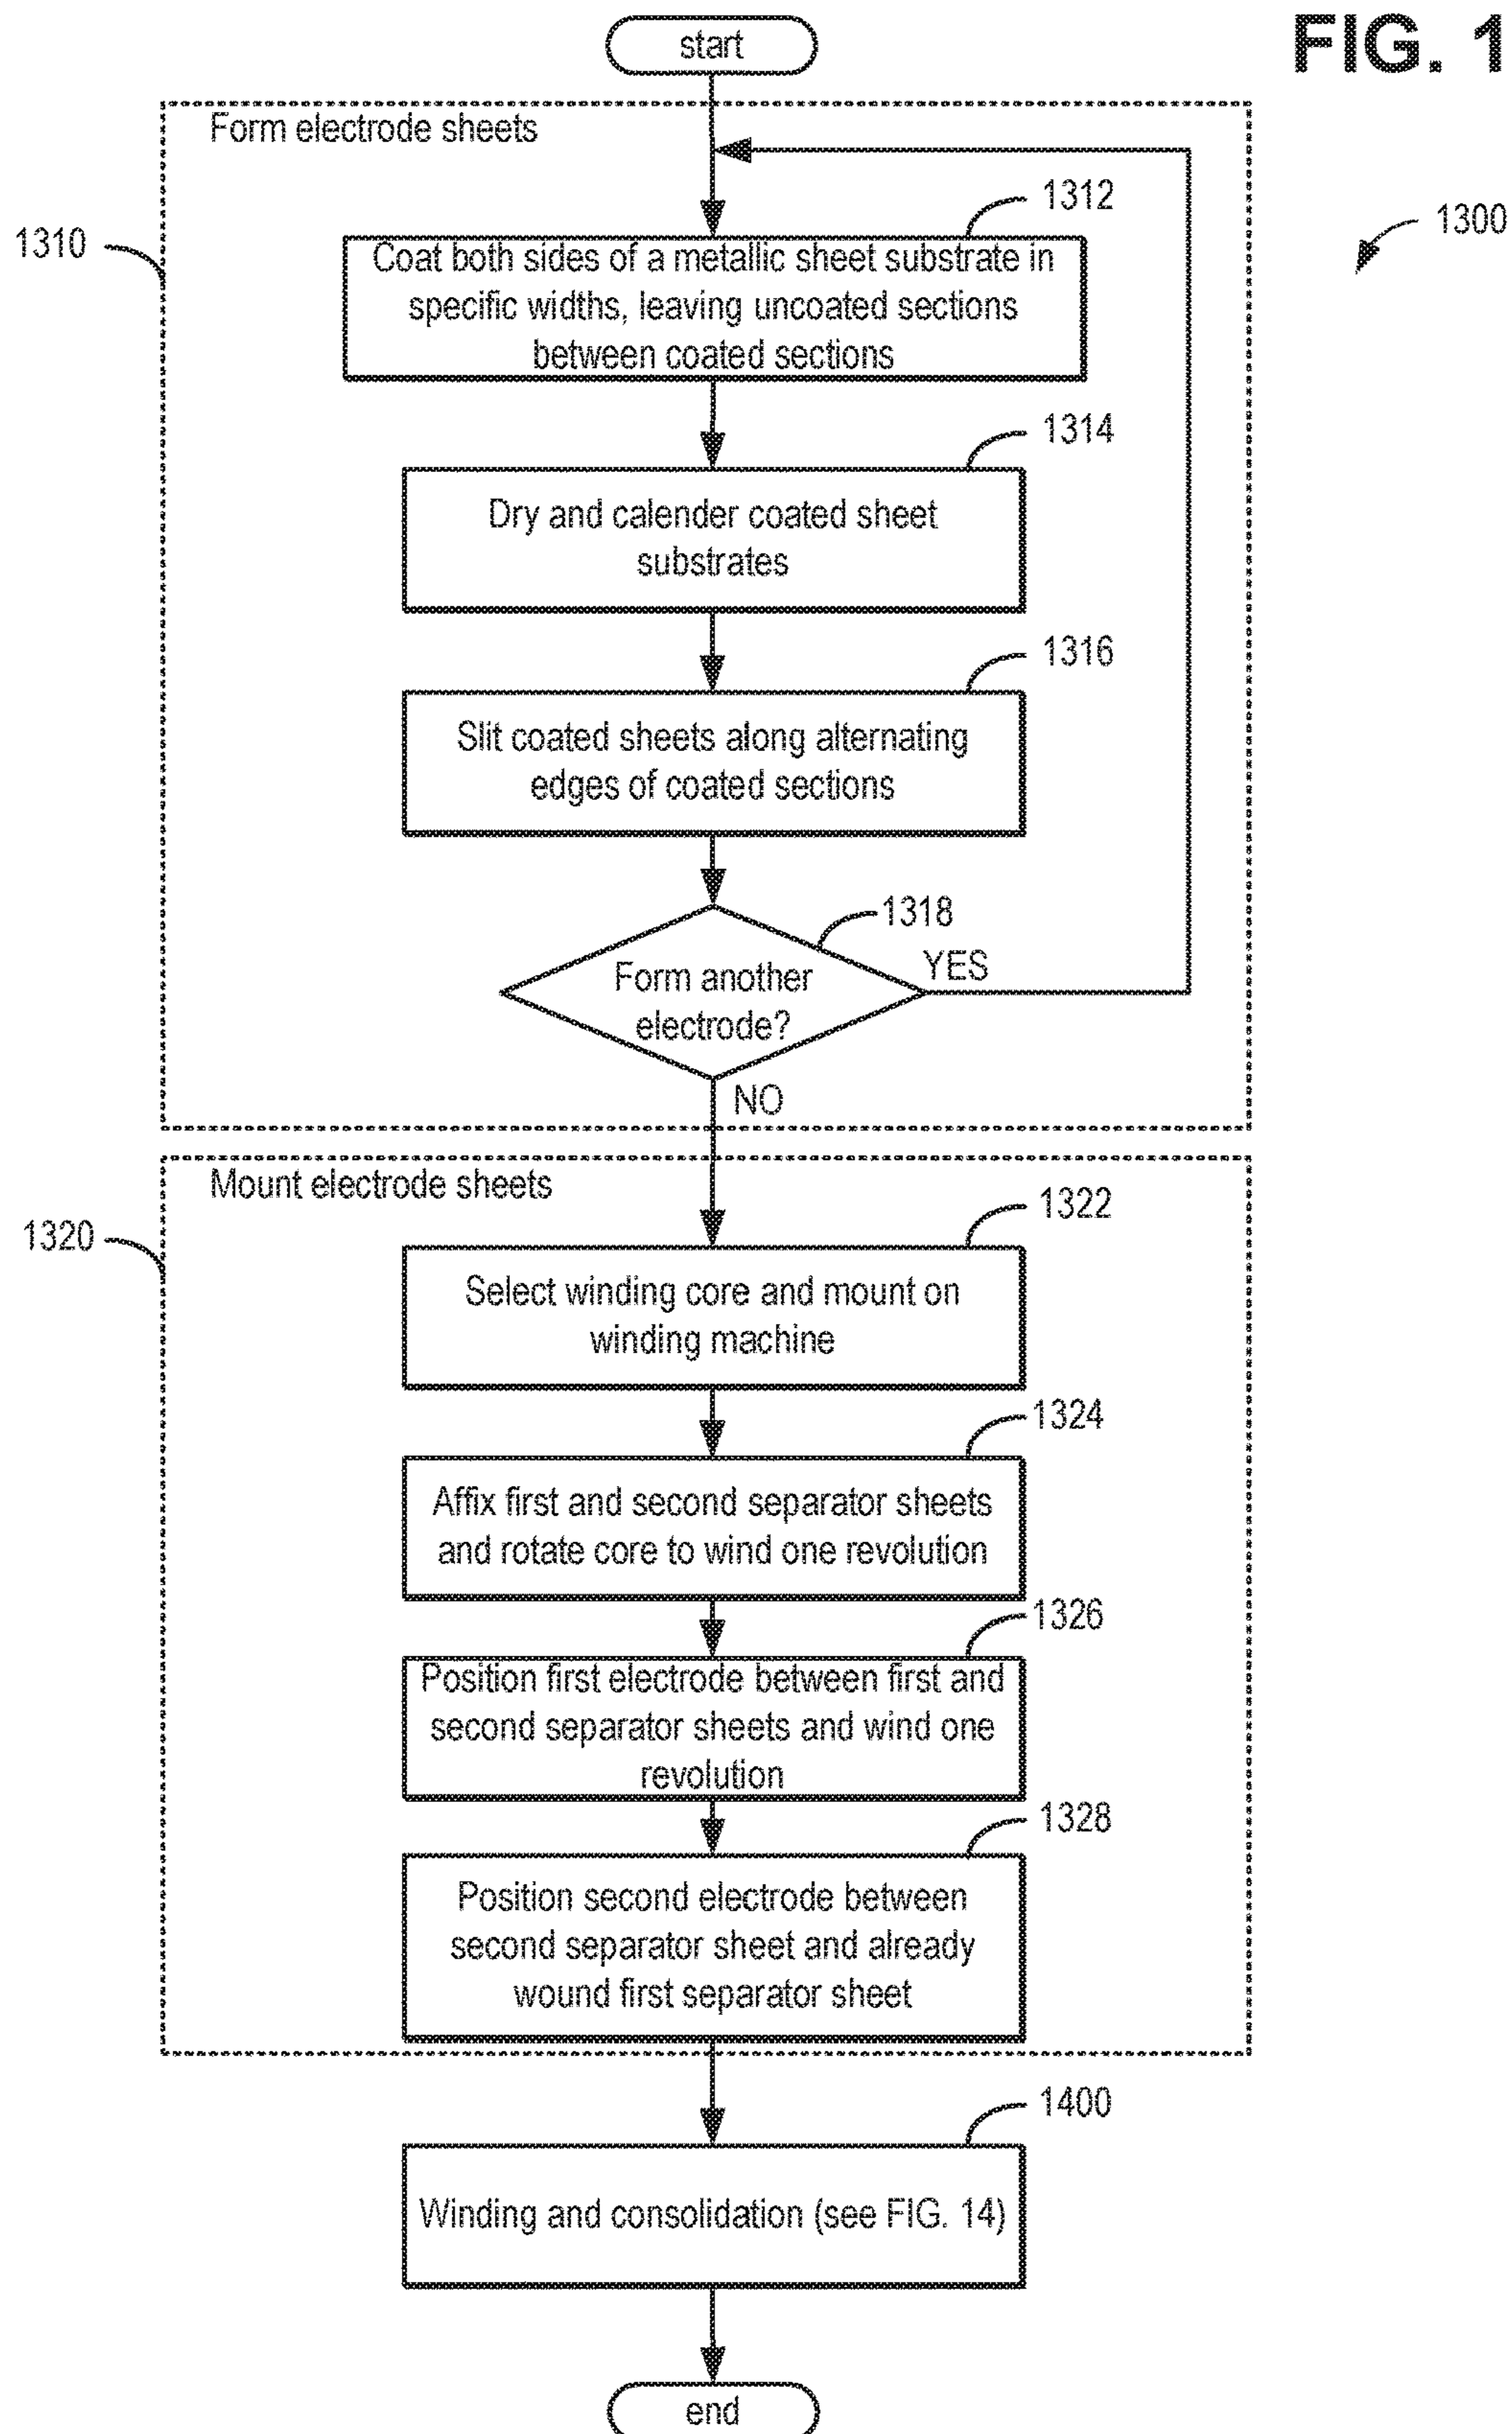 start
FIG. 1
Form electrode sheets
1312
1300
1310
Coat both sides of a metallic sheet substrate in
specific widths, leaving uncoated sections
between coated sections
1314
Dry and calender coated sheet
substrates
1316
Slit coated sheets along alternating
edges of coated sections
1318
YES
Form another
electrode?
NO
Mount electrode sheets
1322
1320
Select winding core and mount on
winding machine
1324
Affix first and second separator sheets
and rotate core to wind one revolution
1326
Position first electrode between first and
second separator sheets and wind one
revolution
1328
Position second electrode between
second separator sheet and already
wound first separator sheet
1400
Winding and consolidation (see FIG. 14)
end